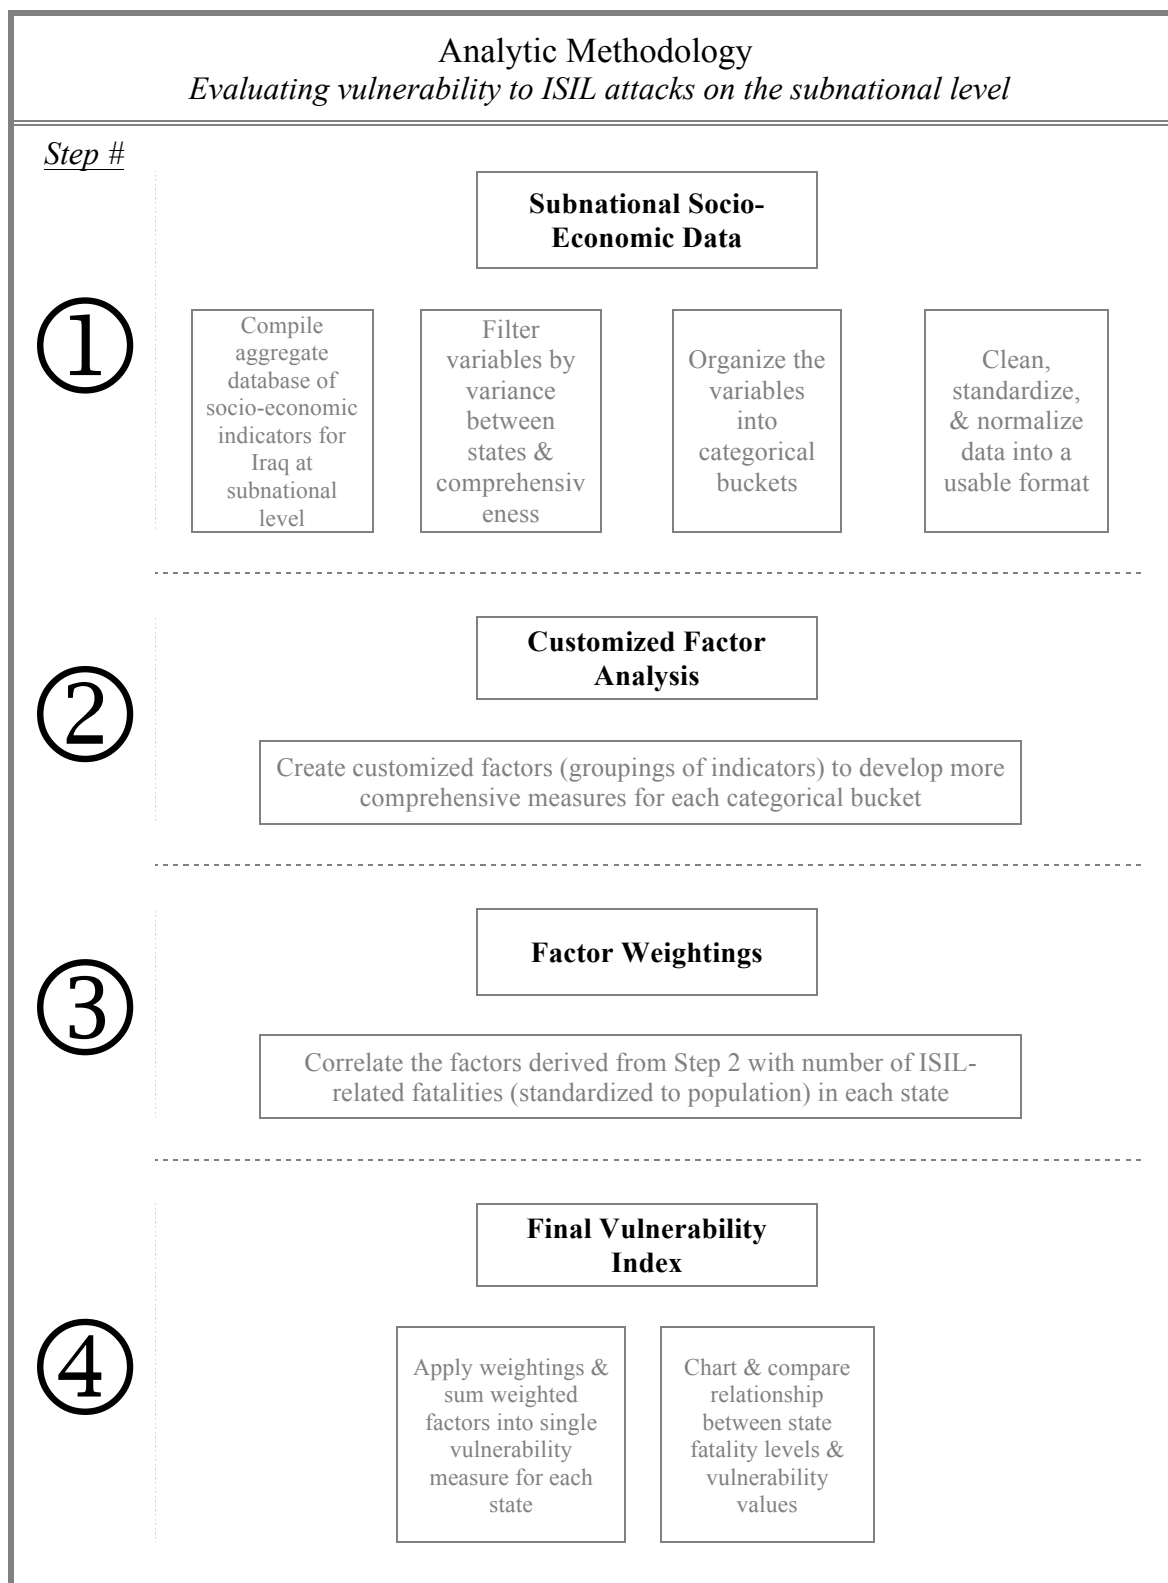 Analytic Methodology
Evaluating vulnerability to ISIL attacks on the subnational level
Step #
①
Subnational Socio-
Economic Data
Compile
aggregate
database of
socio-economic
indicators for
Iraq at
subnational
level
Filter
variables by
variance
between
states &
comprehensiv
eness
Organize the
variables
into
categorical
buckets
Clean,
standardize,
& normalize
data into a
usable format
②
Customized Factor
Analysis
Create customized factors (groupings of indicators) to develop more
comprehensive measures for each categorical bucket
③
Factor Weightings
Correlate the factors derived from Step 2 with number of ISIL-
related fatalities (standardized to population) in each state
④
Final Vulnerability
Index
Apply weightings &
sum weighted
factors into single
vulnerability
measure for each
state
Chart & compare
relationship
between state
fatality levels &
vulnerability
values